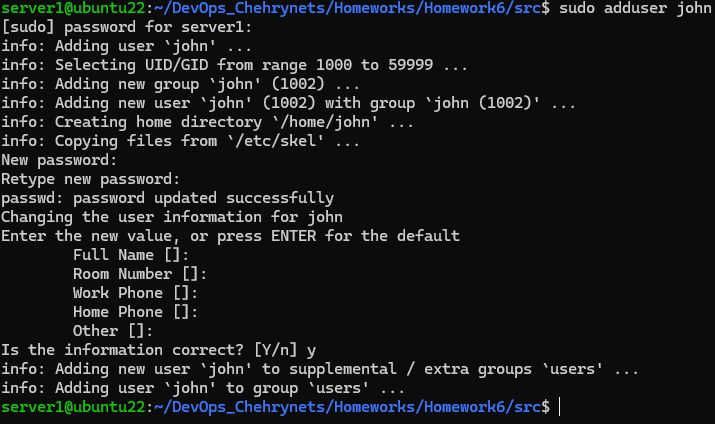 server1@ubuntu22:~/DevOps_Chehrynets/Homeworks/Homework6/src$ sudo adduser john
[sudo] password for server1:
info: Adding user `john' ...
info: Selecting UID/GID from range 1000 to 59999 ...
info: Adding new group `john' (1002) ...
info: Adding new user `john' (1002) with group `john (1002)' ...
info: Creating home directory `/home/john' ...
info: Copying files from `/etc/skel' ...
New password:
Retype new password:
passwd: password updated successfully
Changing the user information for john
Enter the new value, or press ENTER for the default
        Full Name []:
        Room Number []:
        Work Phone []:
        Home Phone []:
        Other []:
Is the information correct? [Y/n] y
info: Adding new user `john' to supplemental / extra groups `users' ...
info: Adding user `john' to group `users' ...
server1@ubuntu22:~/DevOps_Chehrynets/Homeworks/Homework6/src$